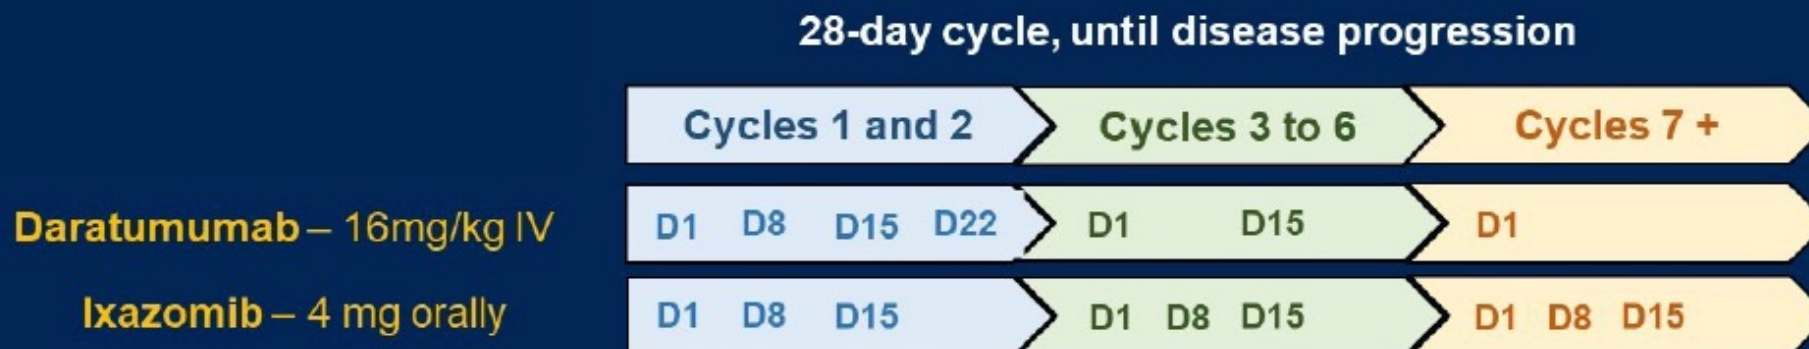 28-day cycle, until disease progression
Cycles 1 and 2 Cycles 3 to 6 Cycles 7 +
Daratumumab – 16mg/kg IV D1 D8 D15 D22 D1 D15 D1
Ixazomib – 4 mg orally D1 D8 D15 D1 D8 D15 D1 D8 D15